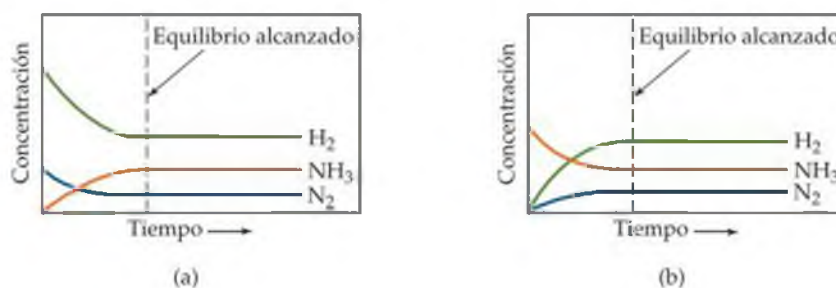 Equilibrio alcanzado
Concentración
H2
NH3
N2
Tiempo
(a)
Equilibrio alcanzado
Concentración
H2
NH3
N2
Tiempo
(b)